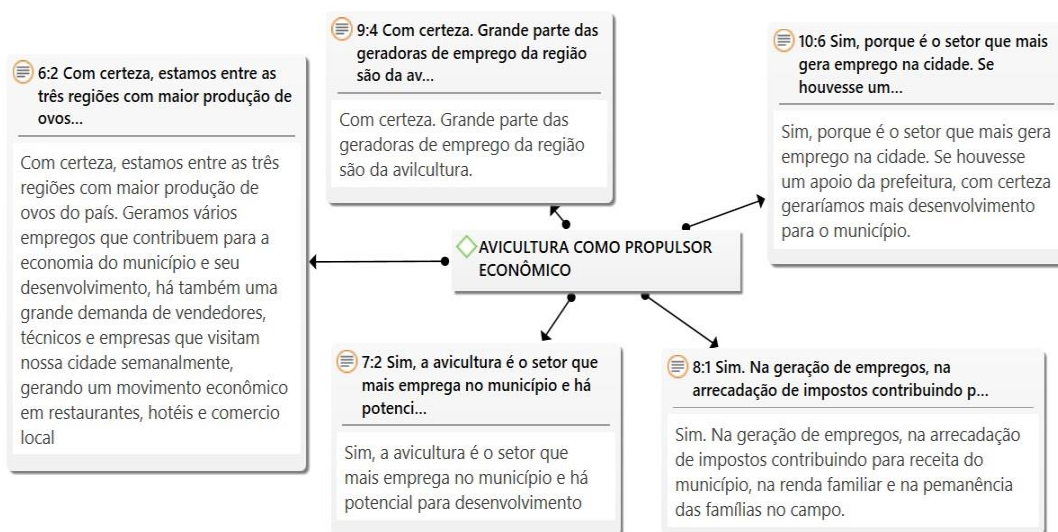 6:2 Com certeza, estamos entre as
três regiões com maior produção de
ovos...
Com certeza, estamos entre as três
regiões com maior produção de
ovos do país. Geramos vários
empregos que contribuem para a
economia do município e seu
desenvolvimento, há também uma
grande demanda de vendedores,
técnicos e empresas que visitam
nossa cidade semanalmente,
gerando um movimento econômico
em restaurantes, hotéis e comercio
local
9:4 Com certeza. Grande parte das
geradoras de emprego da região
são da av...
Com certeza. Grande parte das
geradoras de emprego da região
são da avilcultura.
10:6 Sim, porque é o setor que mais
gera emprego na cidade. Se
houvesse um...
Sim, porque é o setor que mais gera
emprego na cidade. Se houvesse
um apoio da prefeitura, com certeza
geraríamos mais desenvolvimento
para o município.
AVICULTURA COMO PROPULSOR
ECONÔMICO
7:2 Sim, a avicultura é o setor que
mais emprega no município e há
potenci...
Sim, a avicultura é o setor que
mais emprega no município e há
potencial para desenvolvimento
8:1 Sim. Na geração de empregos, na
arrecadação de impostos contribuindo p...
Sim. Na geração de empregos, na arrecadação
de impostos contribuindo para receita do
município, na renda familiar e na pemanência
das famílias no campo.